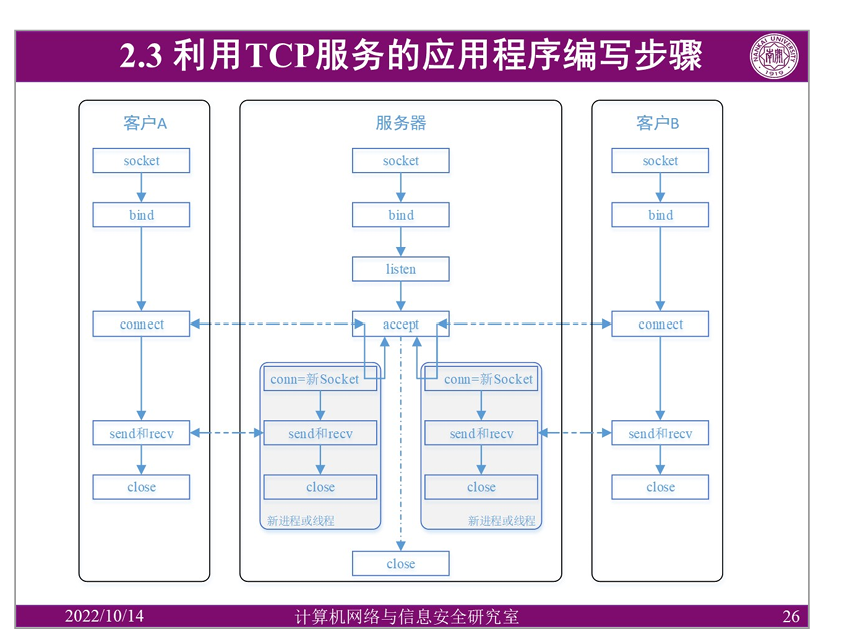 2.3 利用TCP服务的应用程序编写步骤
NANKAI UNIVERSITY
1919
客户A
socket
bind
connect
send和recv
close
服务器
socket
bind
listen
accept
conn=新Socket
send和recv
close
新进程或线程
conn=新Socket
send和recv
close
新进程或线程
close
客户B
socket
bind
connect
send和recv
close
2022/10/14
计算机网络与信息安全研究室
26